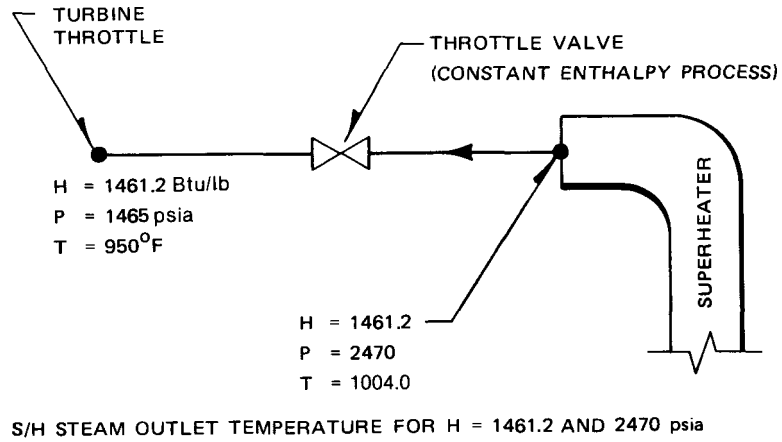 TURBINE
THROTTLE
THROTTLE VALVE
(CONSTANT ENTHALPY PROCESS)
H = 1461.2 Btu/lb
P = 1465 psia
T = 950°F
SUPERHEATER
H = 1461.2
P = 2470
T = 1004.0
S/H STEAM OUTLET TEMPERATURE FOR H = 1461.2 AND 2470 psia